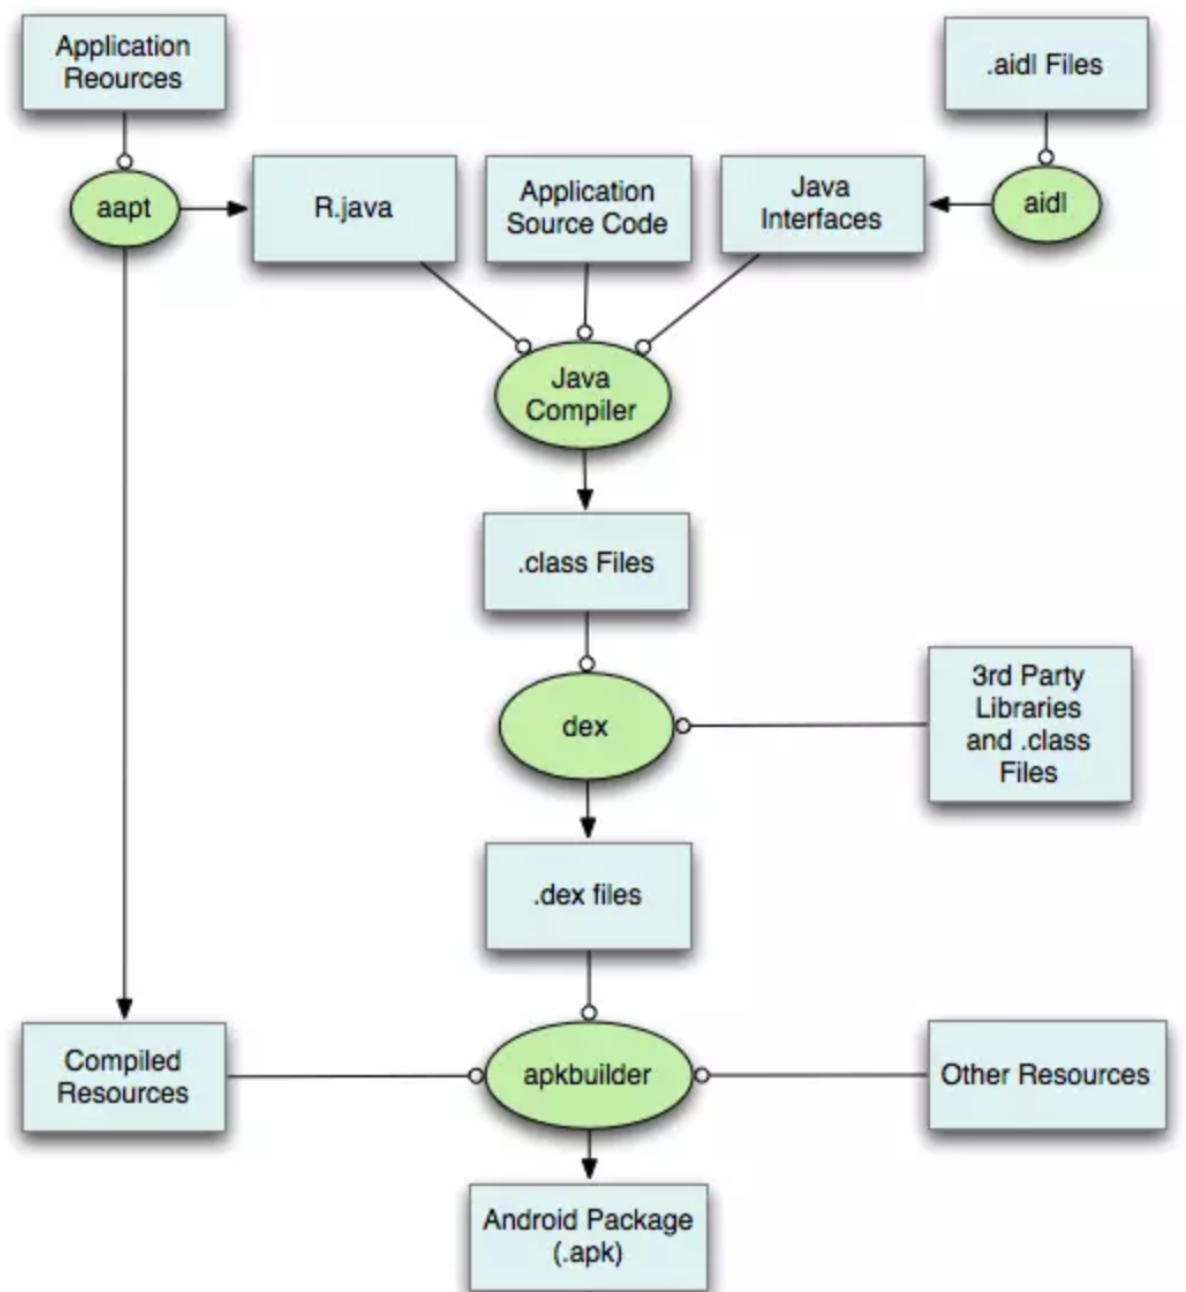 Application
Reources
.aidl Files
aapt
R.java
Application
Source Code
Java
Interfaces
aidl
Java
Compiler
.class Files
dex
3rd Party
Libraries
and .class
Files
.dex files
Compiled
Resources
apkbuilder
Other Resources
Android Package
(.apk)